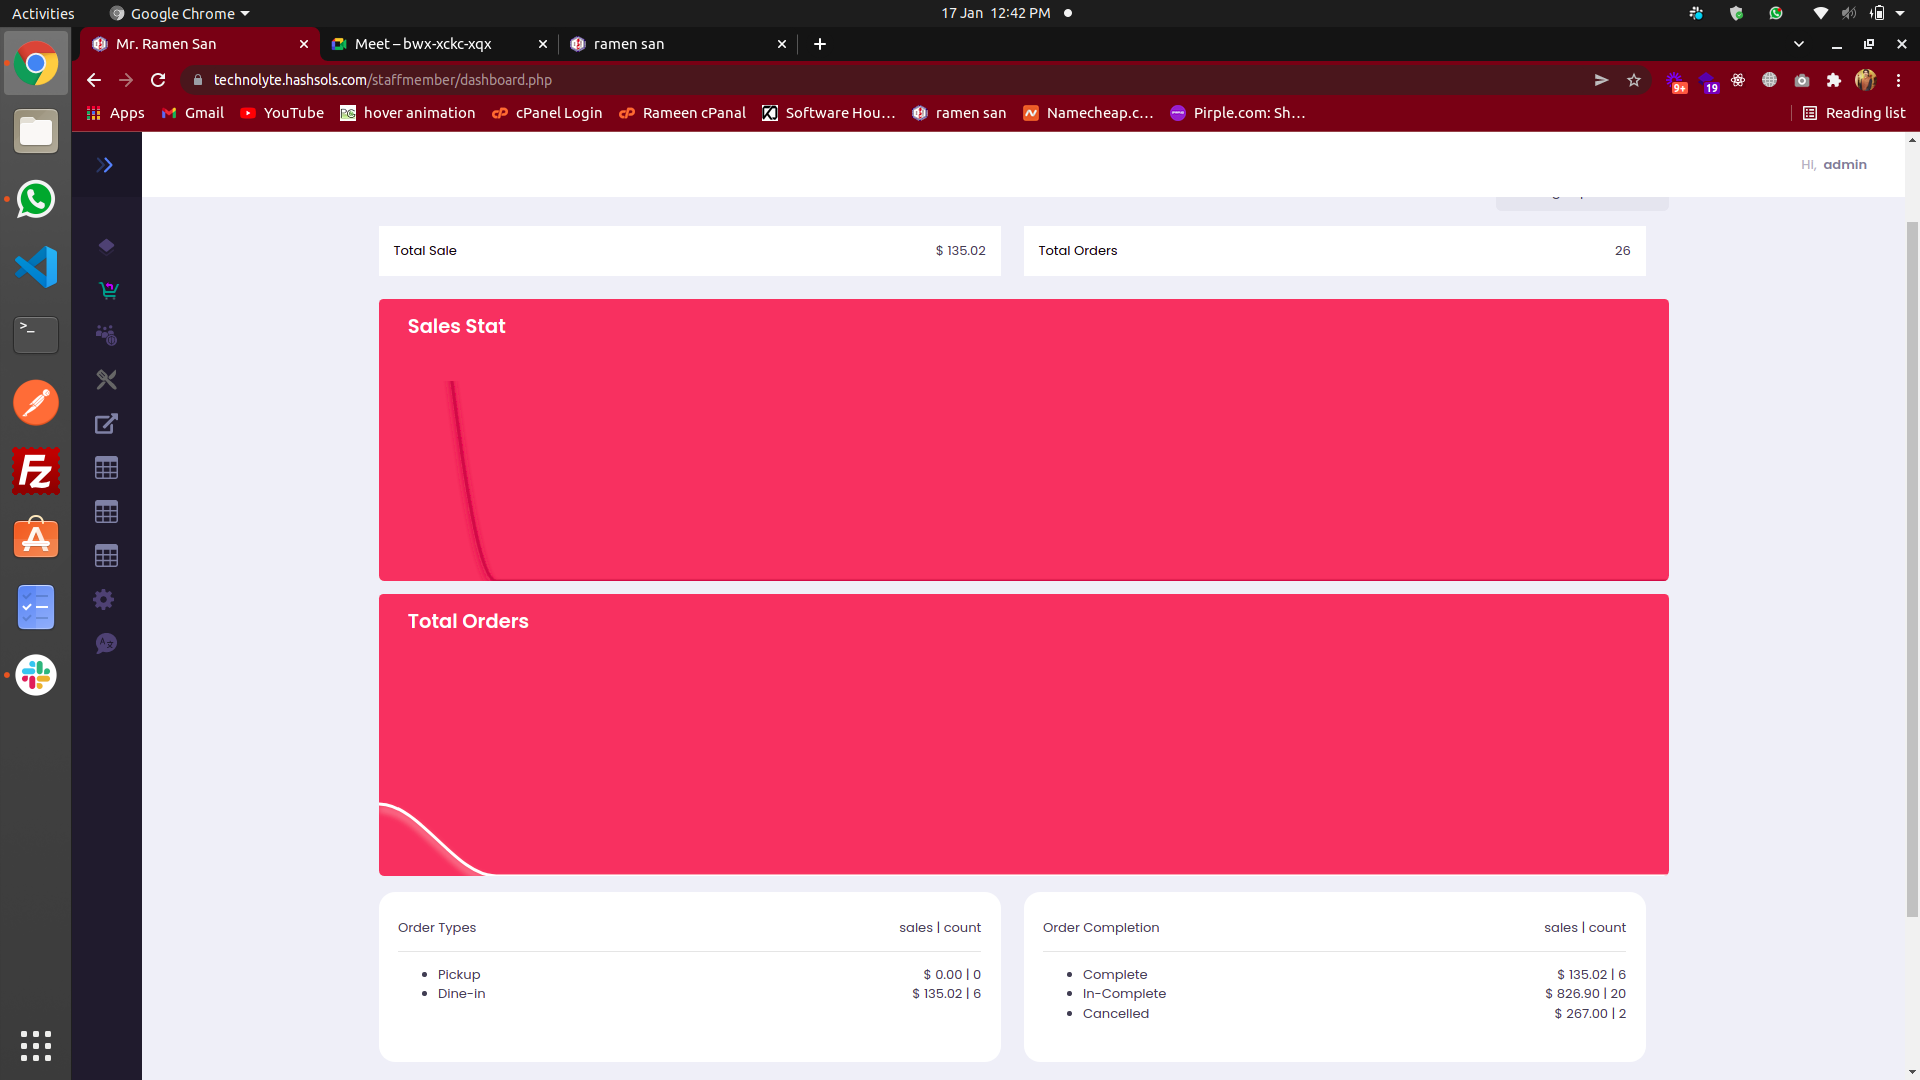 Activities
Google Chrome
17 Jan 12:42 PM
Mr. Ramen San
Meet – bwx-xckc-xqx
ramen san
technolyte.hashsols.com/staffmember/dashboard.php
9+
19
Apps
Gmail
YouTube
hover animation
cPanel Login
Rameen cPanal
Software Hou…
ramen san
Namecheap.c…
Pirple.com: Sh…
Reading list
Hi, admin
Total Sale
$ 135.02
Total Orders
26
Sales Stat
Total Orders
Order Types
sales | count
Pickup
$ 0.00 | 0
Dine-in
$ 135.02 | 6
Order Completion
sales | count
Complete
$ 135.02 | 6
In-Complete
$ 826.90 | 20
Cancelled
$ 267.00 | 2